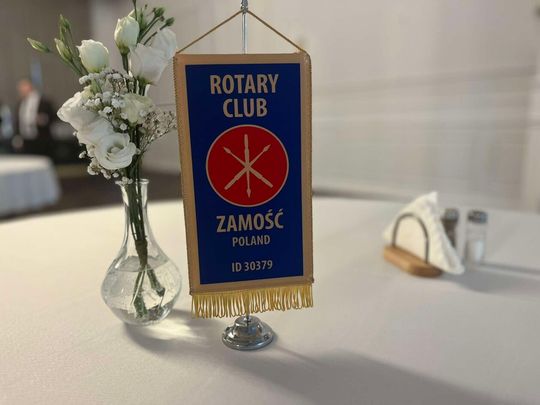 ROTARY
CLUB
ZAMOŚĆ
POLAND
ID 30379